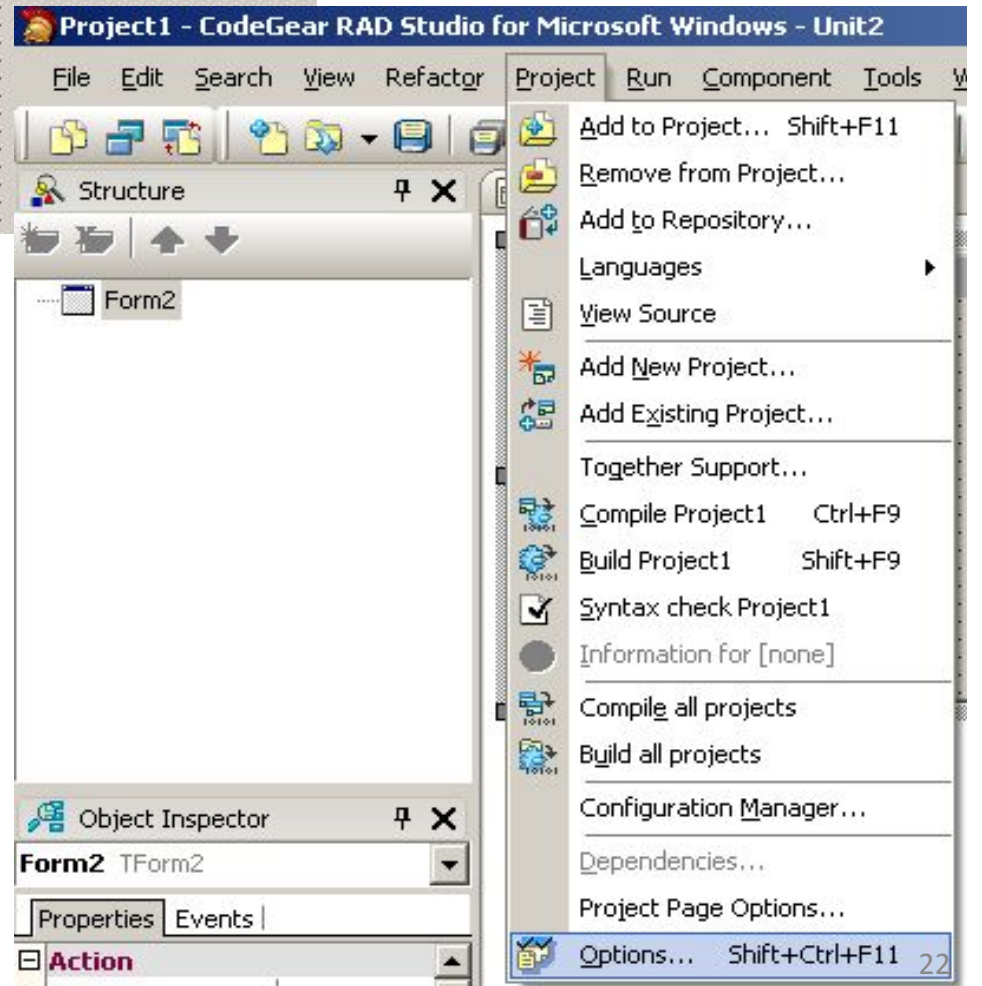 Project1 - CodeGear RAD Studio for Microsoft Windows - Unit2
File Edit Search View Refactor Project Run Component Tools
Structure
Form2
Add to Project... Shift+F11
Remove from Project...
Add to Repository...
Languages
View Source
Add New Project...
Add Existing Project...
Together Support...
Compile Project1 Ctrl+F9
Build Project1 Shift+F9
Syntax check Project1
Information for [none]
Compile all projects
Build all projects
Configuration Manager...
Dependencies...
Project Page Options...
Options... Shift+Ctrl+F11
Object Inspector
Form2 TForm2
Properties Events
Action
22